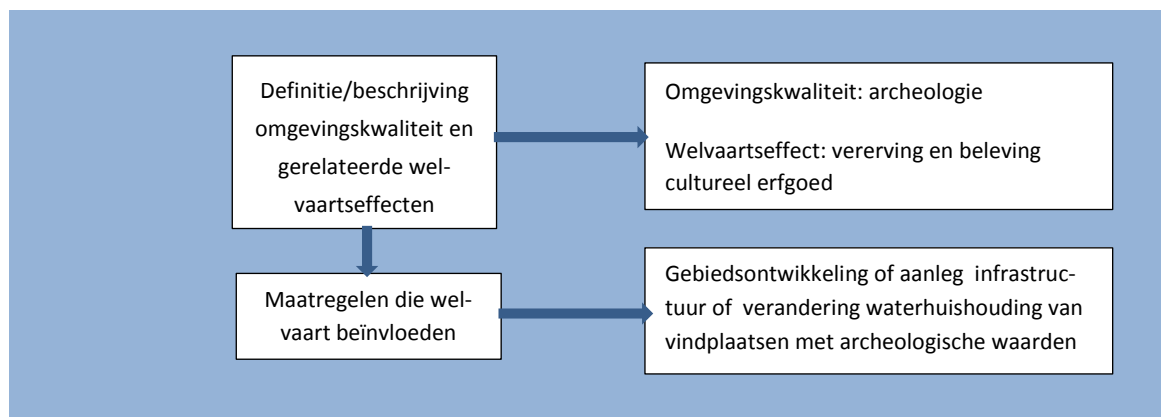 Definitie/beschrijving
omgevingskwaliteit en
gerelateerde wel-
vaartseffecten
Omgevingskwaliteit: archeologie
Welvaartseffect: vererving en beleving
cultureel erfgoed
Maatregelen die wel-
vaart beïnvloeden
Gebiedsontwikkeling of aanleg infrastruc-
tuur of verandering waterhuishouding van
vindplaatsen met archeologische waarden